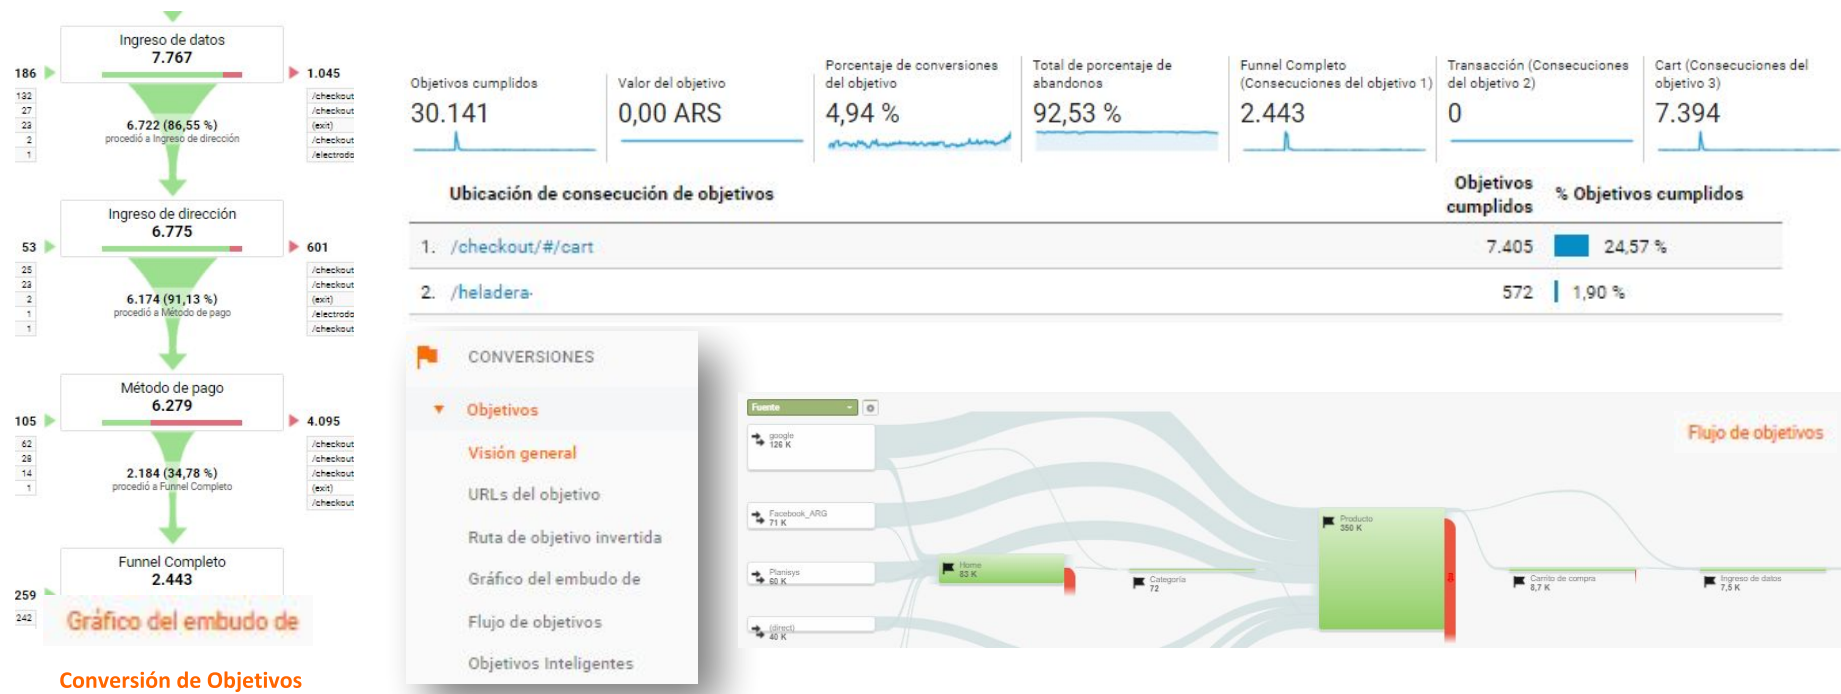 Ingreso de datos
7.767
186
1.045
132
27
23
2
1
/checkout
/checkout
(exit)
/checkout
/electrodo
6.722 (86,55 %)
procedió a Ingreso de dirección
Ingreso de dirección
6.775
53
601
25
23
2
1
1
/checkout
/checkout
(exit)
/electrodo
/checkout
6.174 (91,13 %)
procedió a Método de pago
Método de pago
6.279
105
4.095
62
28
14
1
/checkout
/checkout
/checkout
(exit)
/checkout
2.184 (34,78 %)
procedió a Funnel Completo
Funnel Completo
2.443
259
242
Gráfico del embudo de
Conversión de Objetivos
Objetivos cumplidos
30.141
Valor del objetivo
0,00 ARS
Porcentaje de conversiones
del objetivo
4,94 %
Total de porcentaje de
abandonos
92,53 %
Funnel Completo
(Consecuciones del objetivo 1)
2.443
Transacción (Consecuciones
del objetivo 2)
0
Cart (Consecuciones del
objetivo 3)
7.394
Ubicación de consecución de objetivos
Objetivos
cumplidos
% Objetivos cumplidos
1. /checkout/#/cart 7.405 24,57 %
2. /heladera- 572 1,90 %
CONVERSIONES
Objetivos
Visión general
URLs del objetivo
Ruta de objetivo invertida
Gráfico del embudo de
Flujo de objetivos
Objetivos Inteligentes
Fuente
google
126 K
Facebook_ARG
71 K
Planisys
60 K
(direct)
40 K
Home
83 K
Categoría
72
Producto
350 K
Carrito de compra
8,7 K
Ingreso de datos
7,5 K
Flujo de objetivos